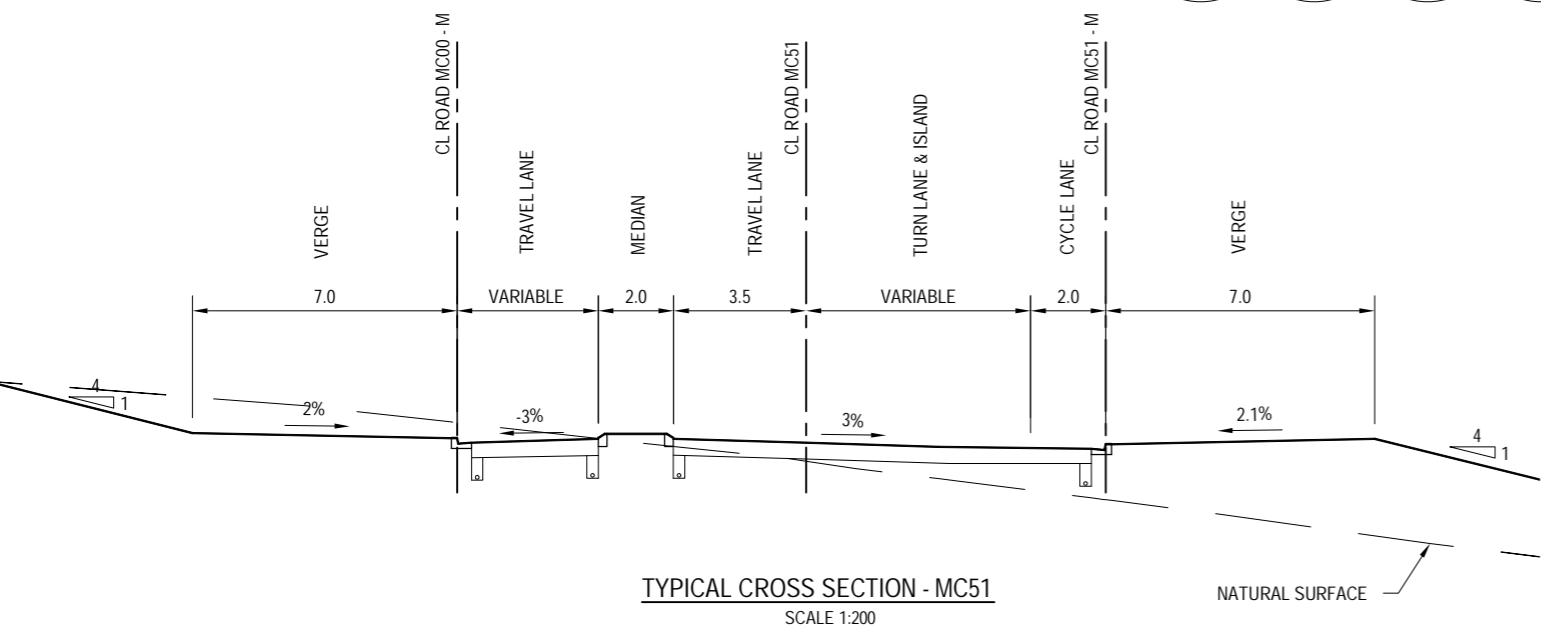 CL ROAD MC00 - M
CL ROAD MC51
CL ROAD MC51 - M
VERGE
TRAVEL LANE
MEDIAN
TRAVEL LANE
TURN LANE & ISLAND
CYCLE LANE
VERGE
7.0
VARIABLE
2.0
3.5
VARIABLE
2.0
7.0
4
1
2%
-3%
3%
2.1%
4
1
TYPICAL CROSS SECTION - MC51
SCALE 1:200
NATURAL SURFACE